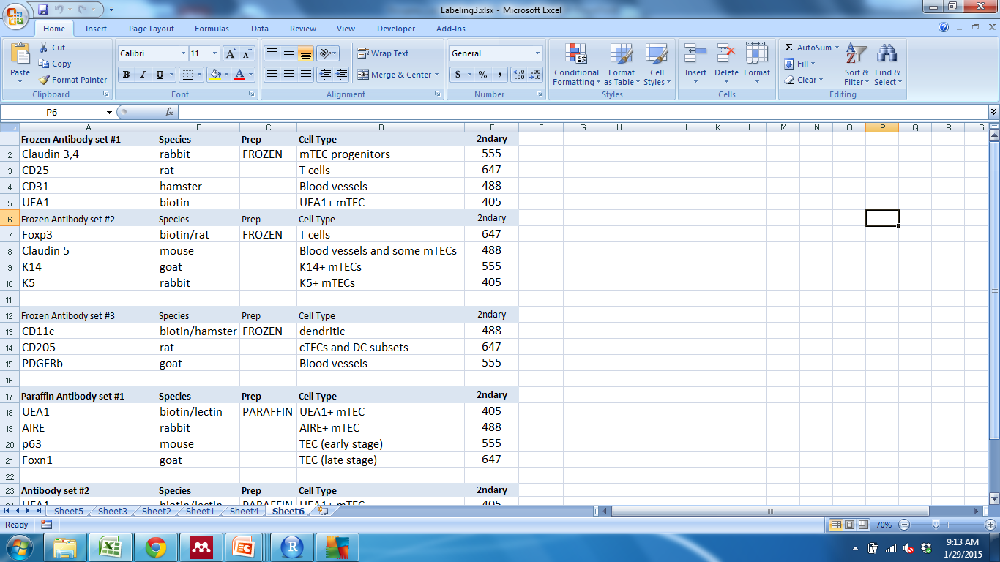 Labeling3.xlsx - Microsoft Excel
Home Insert Page Layout Formulas Data Review View Developer Add-Ins
Cut
Copy
Format Painter
Paste
Clipboard
Calibri 11
B I U
Font
Wrap Text
Merge & Center
Alignment
General
$ % ,
Number
Conditional Formatting
Format as Table
Cell Styles
Styles
Insert Delete Format
Cells
AutoSum
Fill
Clear
Sort & Filter
Find & Select
Editing
P6 fx
A B C D E F G H I J K L M N O P Q R S
1 Frozen Antibody set #1 Species Prep Cell Type 2ndary
2 Claudin 3,4 rabbit FROZEN mTEC progenitors 555
3 CD25 rat T cells 647
4 CD31 hamster Blood vessels 488
5 UEA1 biotin UEA1+ mTEC 405
6 Frozen Antibody set #2 Species Prep Cell Type 2ndary
7 Foxp3 biotin/rat FROZEN T cells 647
8 Claudin 5 mouse Blood vessels and some mTECs 488
9 K14 goat K14+ mTECs 555
10 K5 rabbit K5+ mTECs 405
11
12 Frozen Antibody set #3 Species Prep Cell Type 2ndary
13 CD11c biotin/hamster FROZEN dendritic 488
14 CD205 rat cTECs and DC subsets 647
15 PDGFRb goat Blood vessels 555
16
17 Paraffin Antibody set #1 Species Prep Cell Type 2ndary
18 UEA1 biotin/lectin PARAFFIN UEA1+ mTEC 405
19 AIRE rabbit AIRE+ mTEC 488
20 p63 mouse TEC (early stage) 555
21 Foxn1 goat TEC (late stage) 647
22
23 Antibody set #2 Species Prep Cell Type 2ndary
24 UEA1 biotin/lectin PARAFFIN UEA1+ mTEC 405
Sheet5 Sheet3 Sheet2 Sheet1 Sheet4 Sheet6
Ready 70%
9:13 AM
1/29/2015